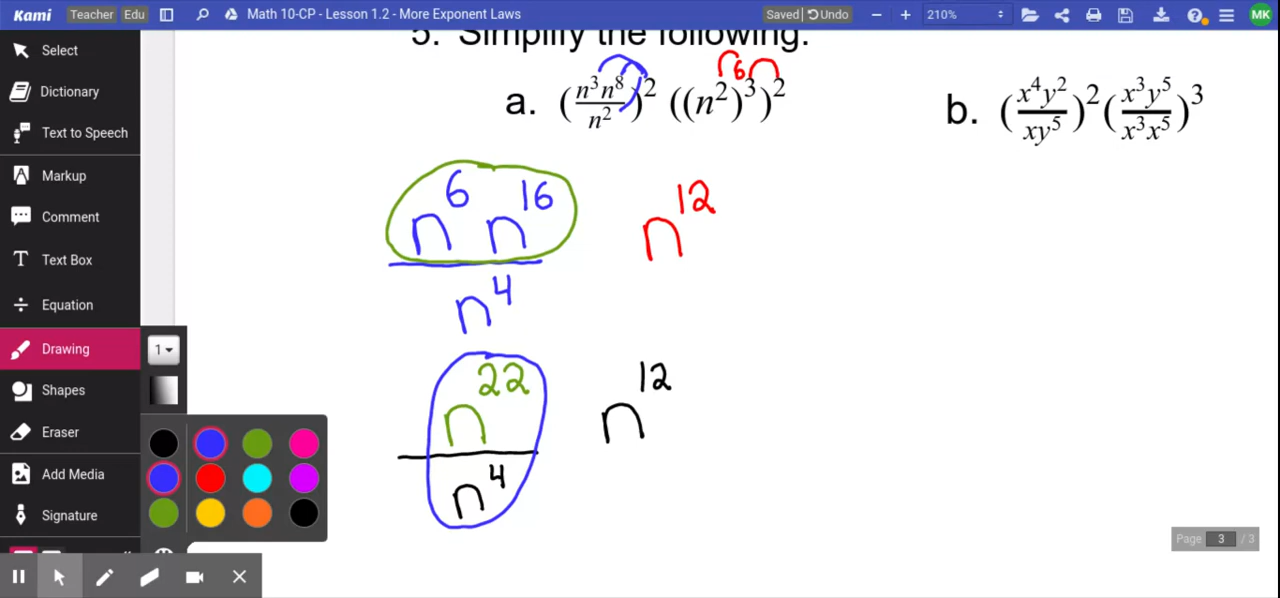 Kami Teacher Edu Math 10-CP - Lesson 1.2 - More Exponent Laws Saved Undo 210% MK
Select
Dictionary
Text to Speech
Markup
Comment
Text Box
Equation
Drawing
Shapes
Eraser
Add Media
Signature
1
5. Simplify the following:
6
a. (n³n⁸/n²)² ((n²)³)²
b. (x⁴y²/xy⁵)² (x³y⁵/x³x⁵)³
n⁶ n¹⁶ n¹²
n⁴
n²² n¹²
n⁴
Page 3 / 3